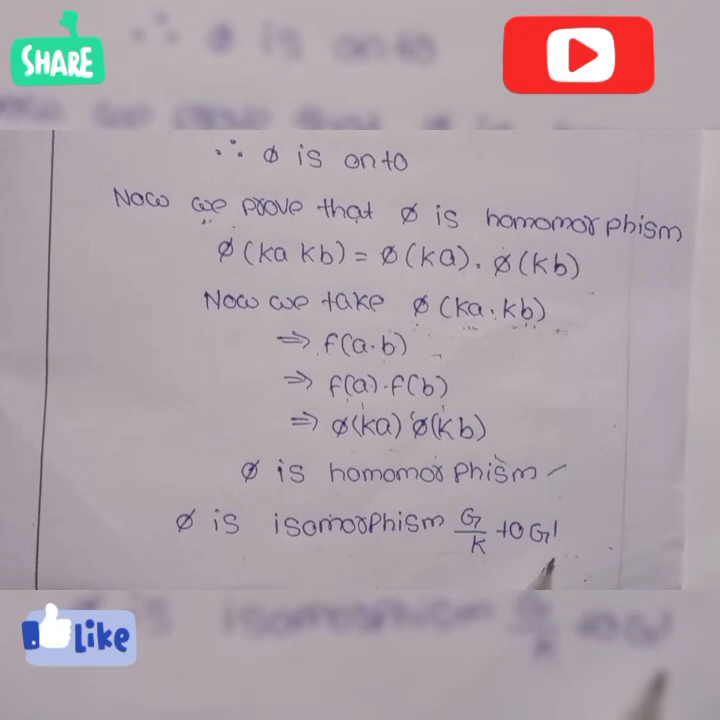 SHARE
∴ ø is onto
Now we prove that ø is homomorphism
ø(ka kb) = ø(ka). ø(kb)
Now we take ø (ka.kb)
⇒ f(a.b)
⇒ f(a).f(b)
⇒ ø(ka) ø(kb)
ø is homomorphism
ø is isomorphism G/K to G'
Like